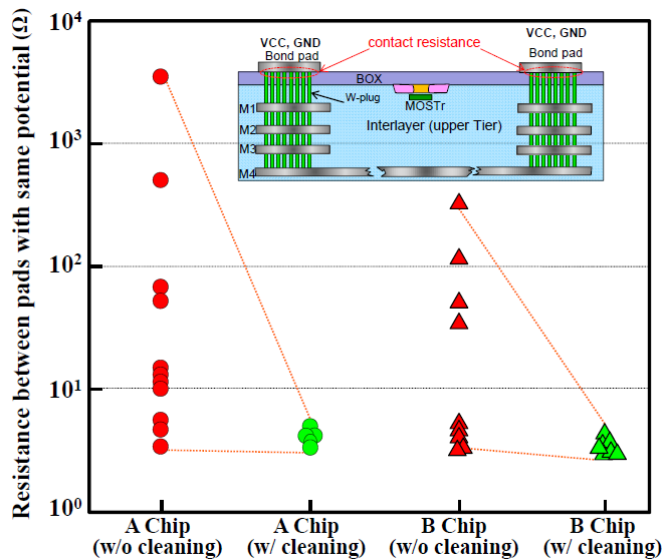 Resistance between pads with same potential (Ω)
10⁴
10³
10²
10¹
10⁰
VCC, GND
Bond pad
contact resistance
VCC, GND
Bond pad
BOX
W-plug
MOSTr
M1
M2
M3
M4
Interlayer (upper Tier)
A Chip
(w/o cleaning)
A Chip
(w/ cleaning)
B Chip
(w/o cleaning)
B Chip
(w/ cleaning)